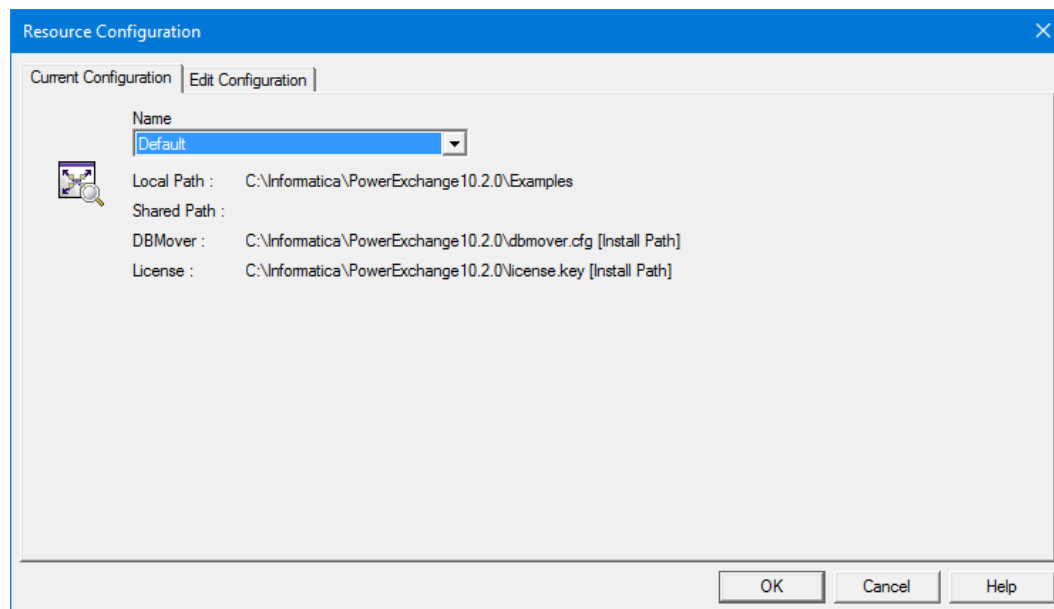 Resource Configuration
Current Configuration
Edit Configuration
Name
Default
Local Path : C:\Informatica\PowerExchange10.2.0\Examples
Shared Path :
DBMover : C:\Informatica\PowerExchange10.2.0\dbmover.cfg [Install Path]
License : C:\Informatica\PowerExchange10.2.0\license.key [Install Path]
OK Cancel Help